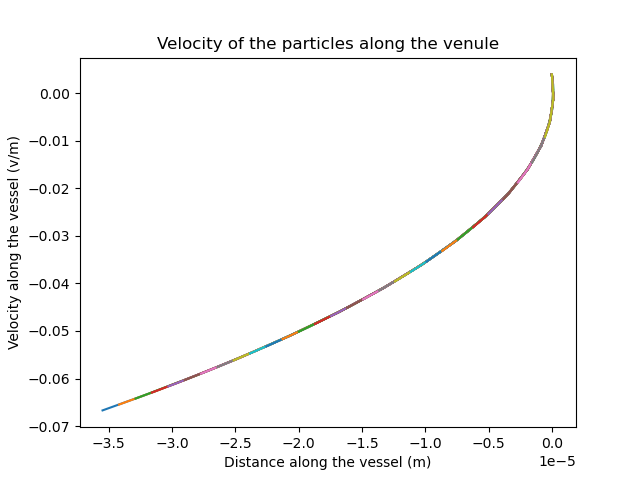 Velocity of the particles along the venule
Velocity along the vessel (v/m)
0.00
−0.01
−0.02
−0.03
−0.04
−0.05
−0.06
−0.07
−3.5 −3.0 −2.5 −2.0 −1.5 −1.0 −0.5 0.0
1e−5
Distance along the vessel (m)